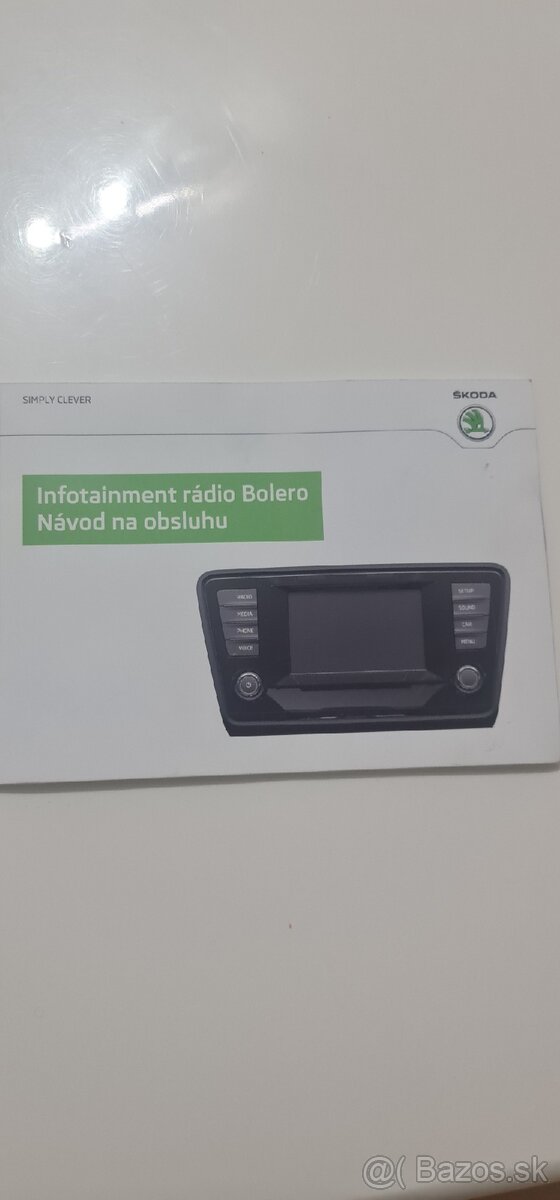 SIMPLY CLEVER
ŠKODA
Infotainment rádio Bolero
Návod na obsluhu
RADIO
MEDIA
PHONE
VOICE
SETUP
SOUND
CAR
MENU
@( Bazos.sk